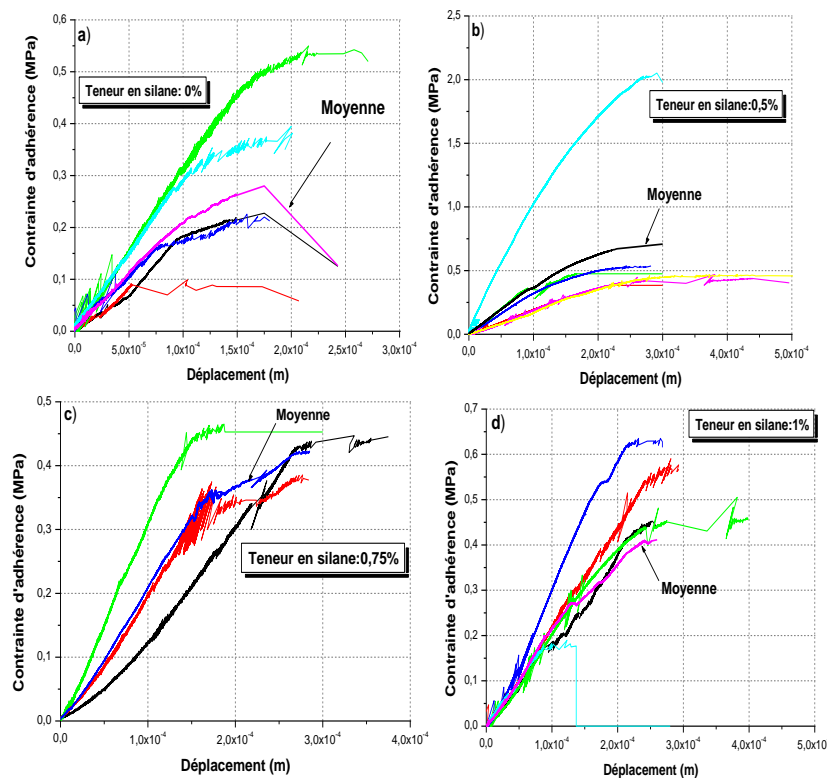 a)
Teneur en silane: 0%
Moyenne
Contrainte d'adhérence (MPa)
0,6
0,5
0,4
0,3
0,2
0,1
0,0
0,0 5,0x10-5 1,0x10-4 1,5x10-4 2,0x10-4 2,5x10-4 3,0x10-4
Déplacement (m)
b)
Teneur en silane:0,5%
Moyenne
Contrainte d'adhérence (MPa)
2,5
2,0
1,5
1,0
0,5
0,0
0,0 1,0x10-4 2,0x10-4 3,0x10-4 4,0x10-4 5,0x10-4
Déplacement (m)
c)
Moyenne
Teneur en silane:0,75%
Contrainte d'adhérence (MPa)
0,5
0,4
0,3
0,2
0,1
0,0
0,0 1,0x10-4 2,0x10-4 3,0x10-4 4,0x10-4
Déplacement (m)
d)
Teneur en silane:1%
Moyenne
Contrainte d'adhérence (MPa)
0,7
0,6
0,5
0,4
0,3
0,2
0,1
0,0
0,0 1,0x10-4 2,0x10-4 3,0x10-4 4,0x10-4 5,0x10
Déplacement (m)